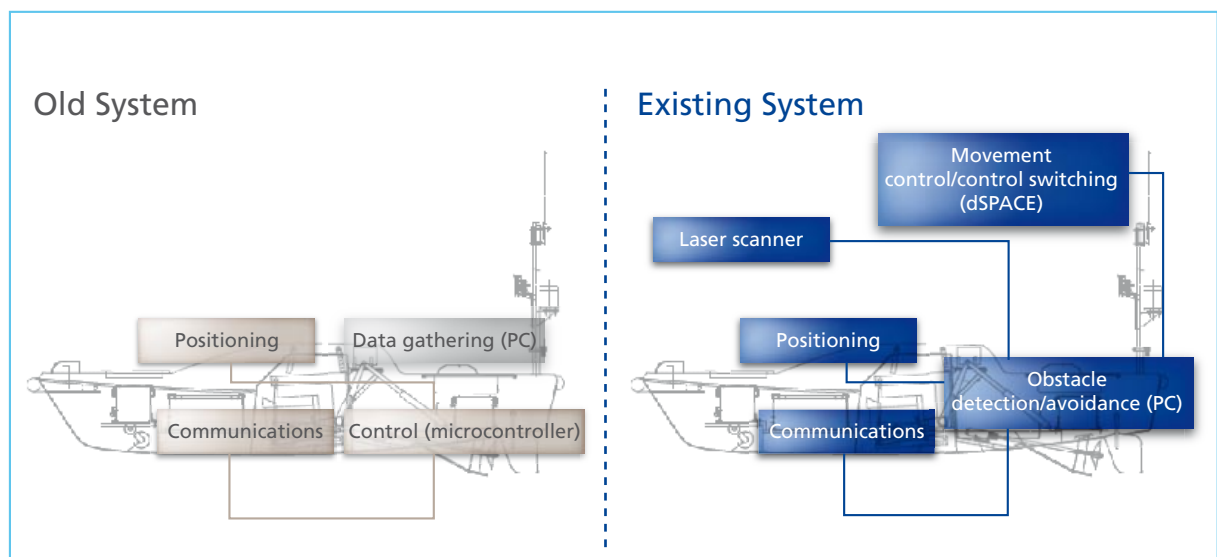 Old System
Positioning
Data gathering (PC)
Communications
Control (microcontroller)
Existing System
Movement
control/control switching
(dSPACE)
Laser scanner
Positioning
Obstacle
detection/avoidance (PC)
Communications